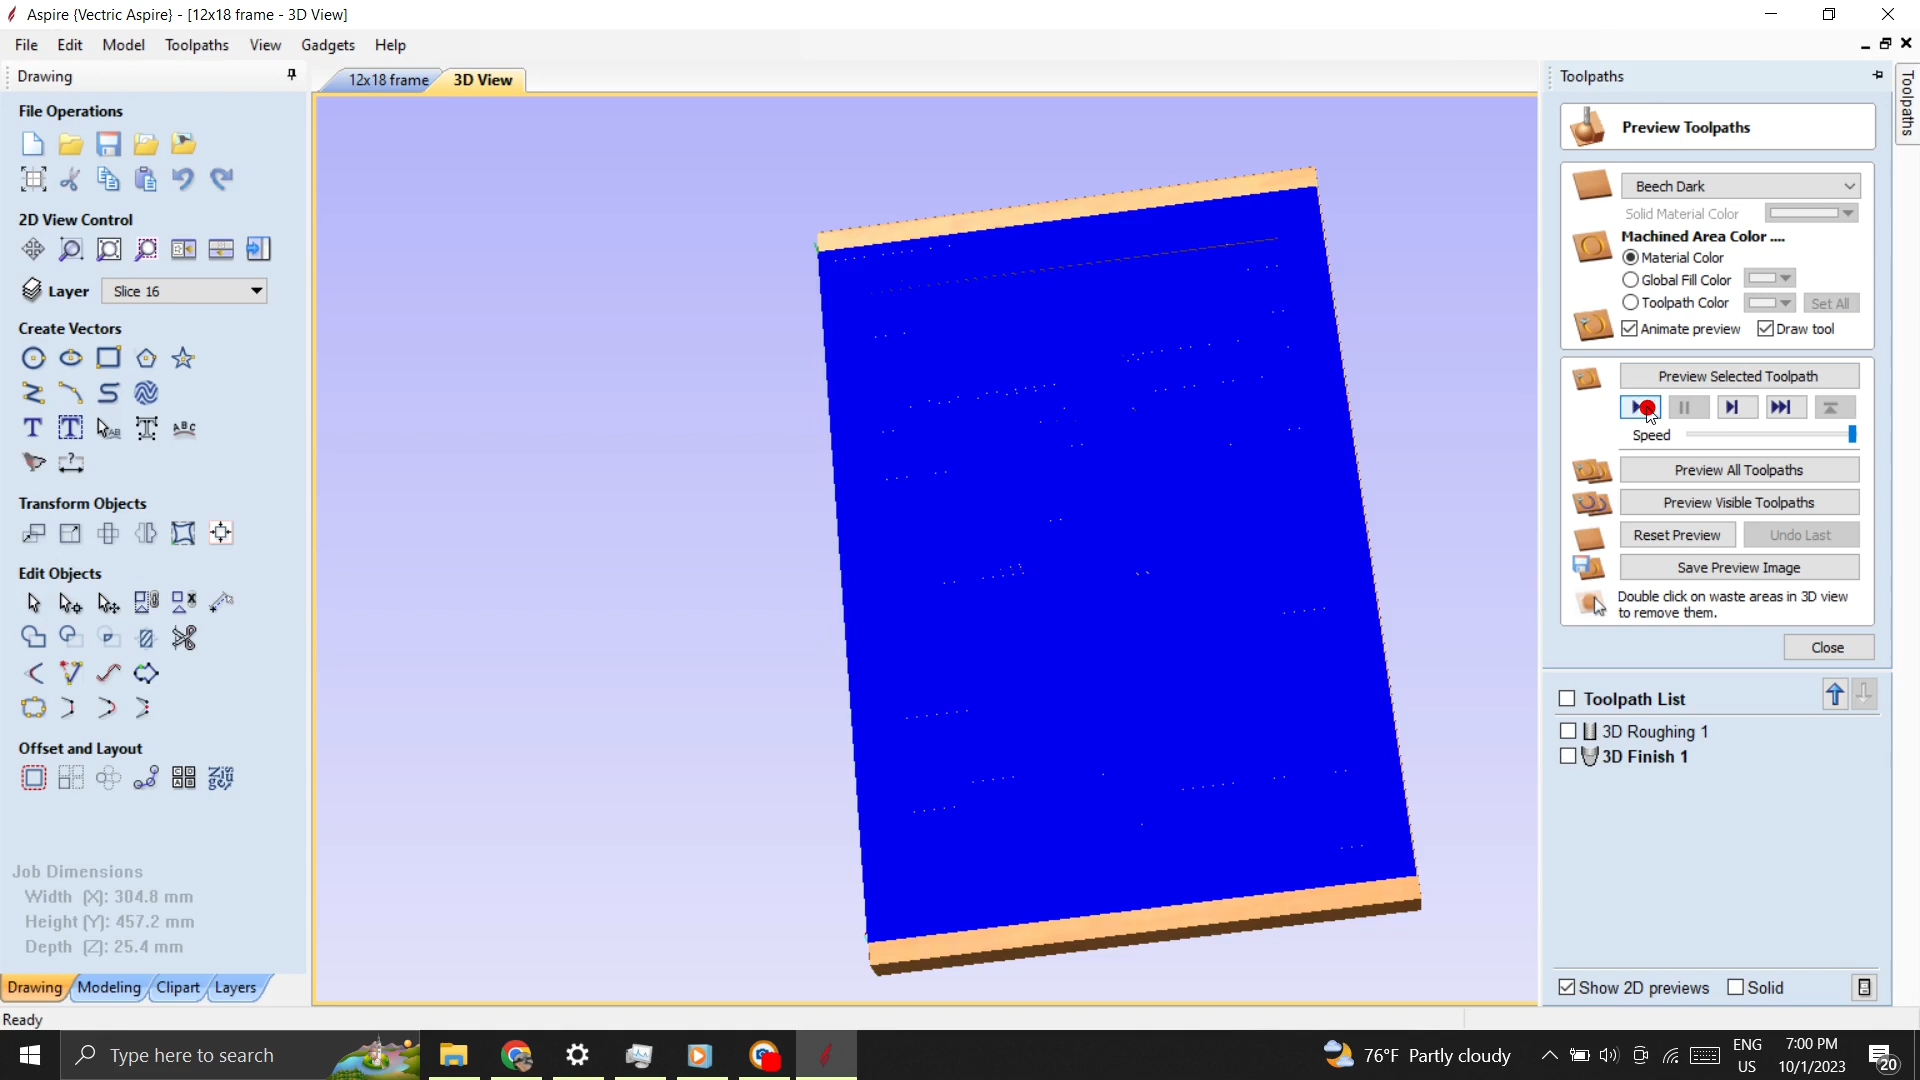 Aspire {Vectric Aspire} - [12x18 frame - 3D View]
File Edit Model Toolpaths View Gadgets Help
Drawing
12x18 frame 3D View
Toolpaths
Toolpaths
File Operations
2D View Control
Layer Slice 16
Create Vectors
Transform Objects
Edit Objects
Offset and Layout
Job Dimensions
Width (X): 304.8 mm
Height (Y): 457.2 mm
Depth (Z): 25.4 mm
Drawing Modeling Clipart Layers
Ready
Preview Toolpaths
Beech Dark
Solid Material Color
Machined Area Color ....
Material Color
Global Fill Color
Toolpath Color Set All
Animate preview Draw tool
Preview Selected Toolpath
Speed
Preview All Toolpaths
Preview Visible Toolpaths
Reset Preview Undo Last
Save Preview Image
Double click on waste areas in 3D view
to remove them.
Close
Toolpath List
3D Roughing 1
3D Finish 1
Show 2D previews Solid
Type here to search
76°F Partly cloudy
ENG
US
7:00 PM
10/1/2023
20